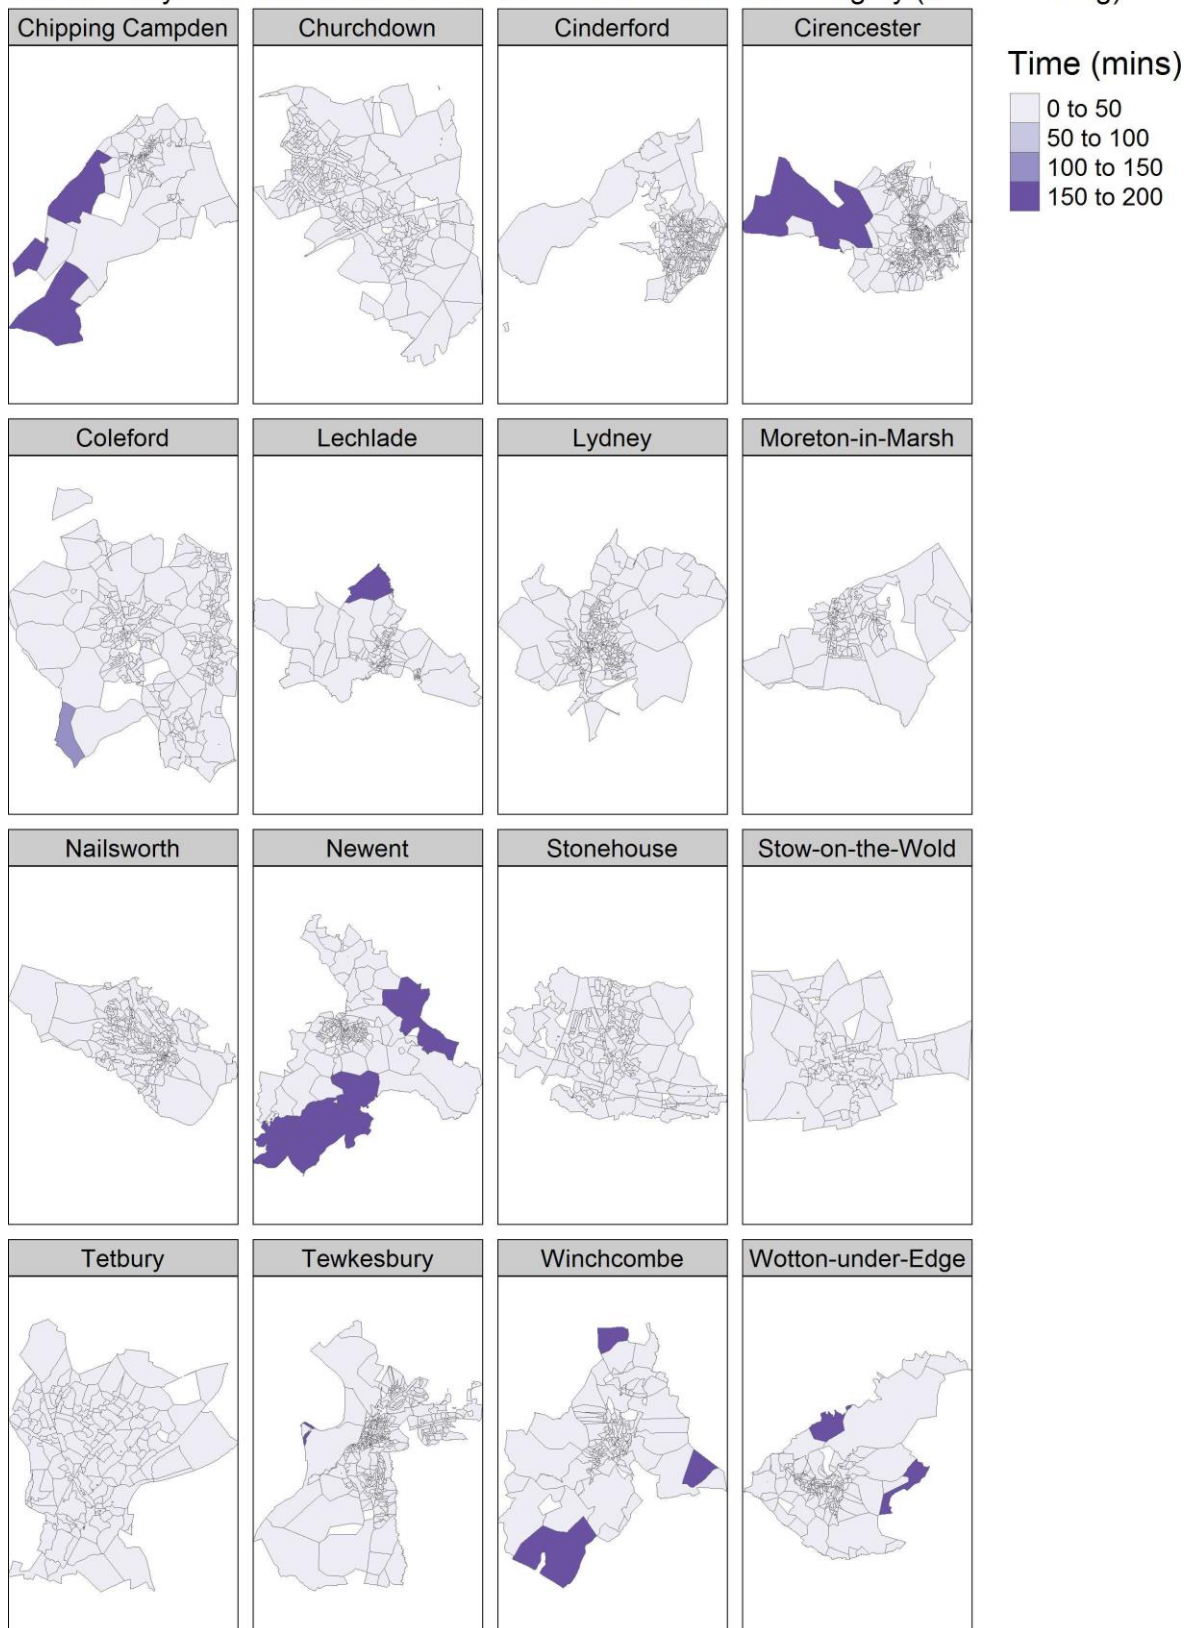 Chipping Campden Churchdown Cinderford Cirencester
Time (mins)
0 to 50
50 to 100
100 to 150
150 to 200
Coleford Lechlade Lydney Moreton-in-Marsh
Nailsworth Newent Stonehouse Stow-on-the-Wold
Tetbury Tewkesbury Winchcombe Wotton-under-Edge